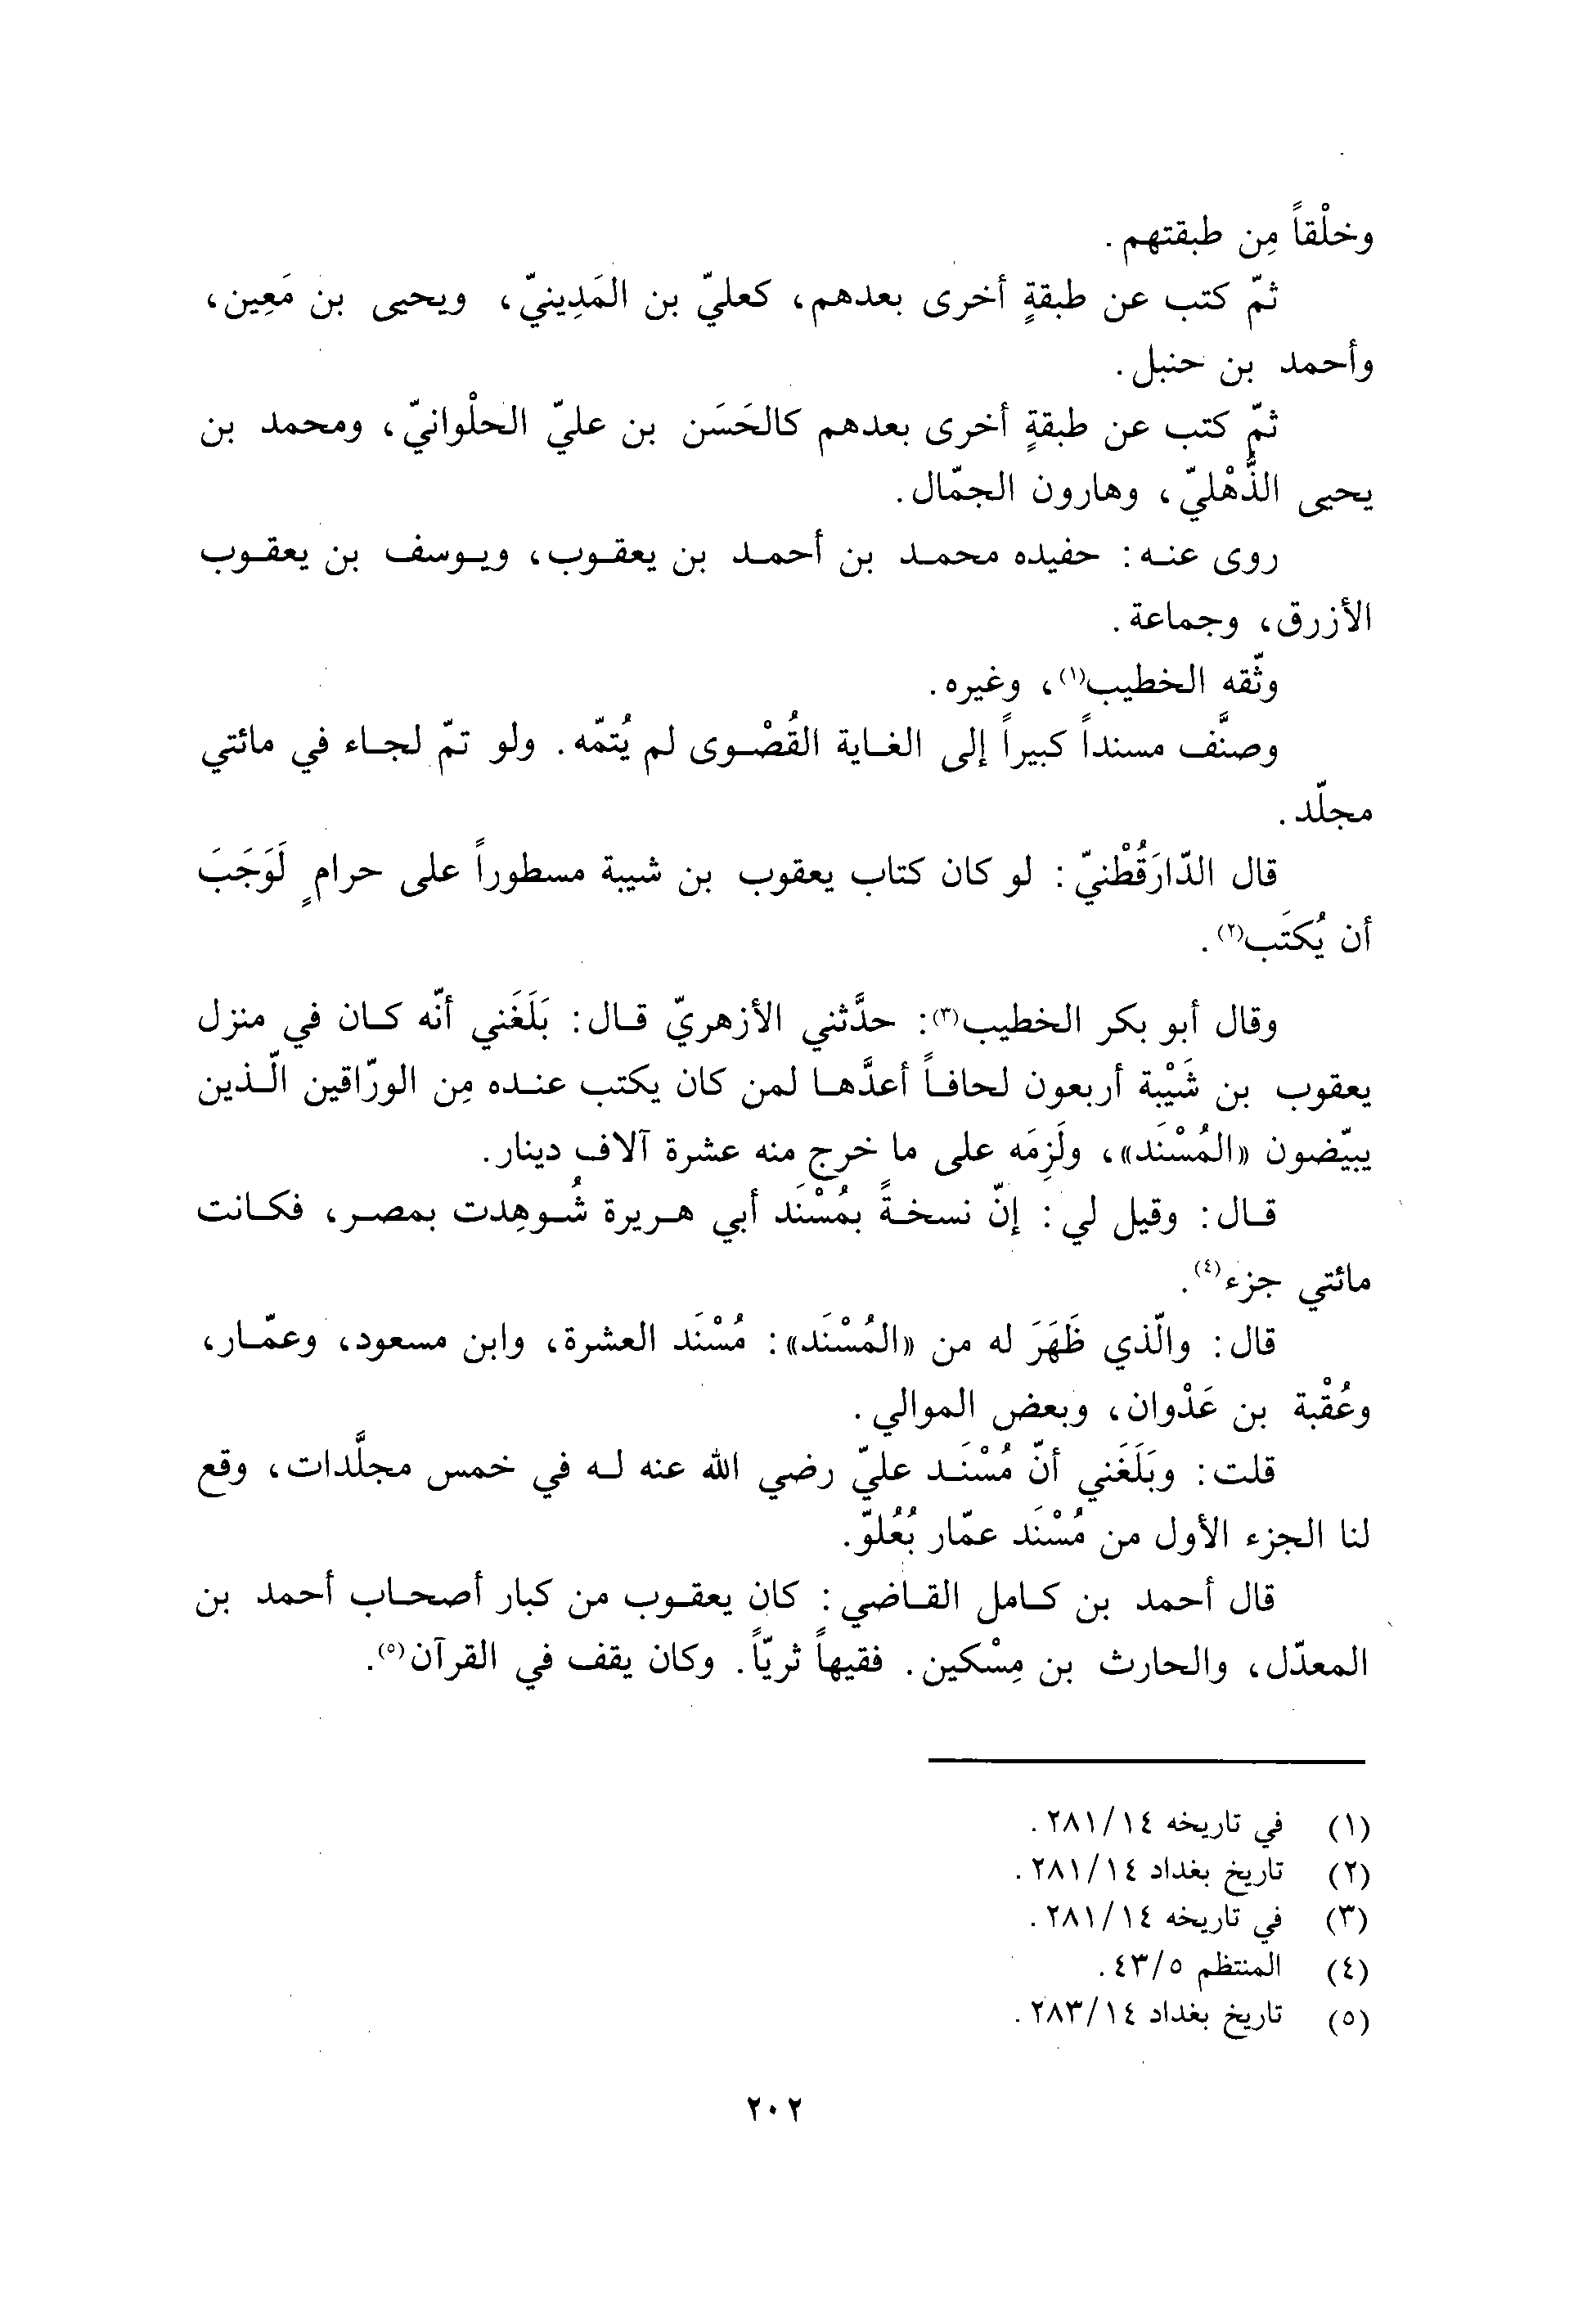 وخلْقاً مِن طبقتهم.
ثمّ كتب عن طبقةٍ أخرى بعدهم، كعليّ بن المَدِينيّ، ويحيى بن مَعِين،
وأحمد بن حنبل.
ثمّ كتب عن طبقةٍ أخرى بعدهم كالحَسَن بن عليّ الحلْوانيّ، ومحمد بن
يحيى الذُّهْليّ، وهارون الجمّال.
روى عنه: حفيده محمد بن أحمد بن يعقوب، ويوسف بن يعقوب
الأزرق، وجماعة.
وثّقه الخطيب(١)، وغيره.
وصنَّف مسنداً كبيراً إلى الغاية القُصْوى لم يُتمّه. ولو تمّ لجاء في مائتي
مجلّد.
قال الدّارَقُطْنيّ: لو كان كتاب يعقوب بن شيبة مسطوراً على حرامٍ لَوَجَبَ
أن يُكتَب(٢).
وقال أبو بكر الخطيب(٣): حدَّثني الأزهريّ قال: بَلَغَني أنّه كان في منزل
يعقوب بن شَيْبة أربعون لحافاً أعدَّها لمن كان يكتب عنده مِن الورّاقين الّذين
يبيّضون «المُسْنَد»، ولَزِمَه على ما خرج منه عشرة آلاف دينار.
قال: وقيل لي: إنّ نسخةً بمُسْنَد أبي هريرة شُوهِدت بمصر، فكانت
مائتي جزء(٤).
قال: والّذي ظَهَرَ له من «المُسْنَد»: مُسْنَد العشرة، وابن مسعود، وعمّار،
وعُقْبة بن عَذْوان، وبعض الموالي.
قلت: وبَلَغَني أنّ مُسْنَد عليّ رضي الله عنه له في خمس مجلَّدات، وقع
لنا الجزء الأول من مُسْنَد عمّار بُعُلوّ.
قال أحمد بن كامل القاضي: كان يعقوب من كبار أصحاب أحمد بن
المعدّل، والحارث بن مِسْكين. فقيهاً ثريّاً. وكان يقف في القرآن(٥).
(١) في تاريخه ٢٨١/١٤.
(٢) تاريخ بغداد ٢٨١/١٤.
(٣) في تاريخه ٢٨١/١٤.
(٤) المنتظم ٤٣/٥.
(٥) تاريخ بغداد ٢٨٣/١٤.
٢٠٢